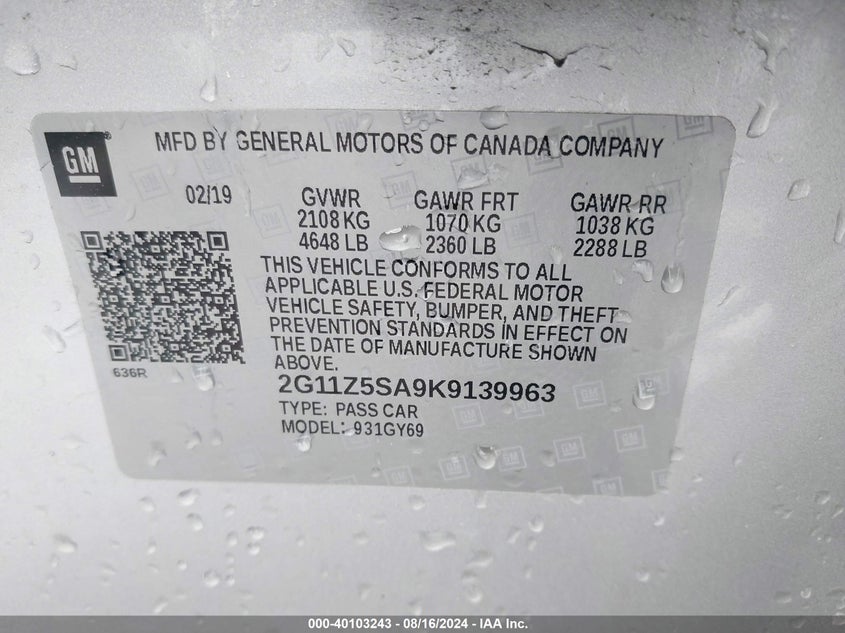 GM
MFD BY GENERAL MOTORS OF CANADA COMPANY
02/19
GVWR GAWR FRT GAWR RR
2108 KG 1070 KG 1038 KG
4648 LB 2360 LB 2288 LB
THIS VEHICLE CONFORMS TO ALL
APPLICABLE U.S. FEDERAL MOTOR
VEHICLE SAFETY, BUMPER, AND THEFT
PREVENTION STANDARDS IN EFFECT ON
THE DATE OF MANUFACTURE SHOWN
ABOVE.
636R
2G11Z5SA9K9139963
TYPE: PASS CAR
MODEL: 931GY69
000-40103243 - 08/16/2024 - IAA Inc.